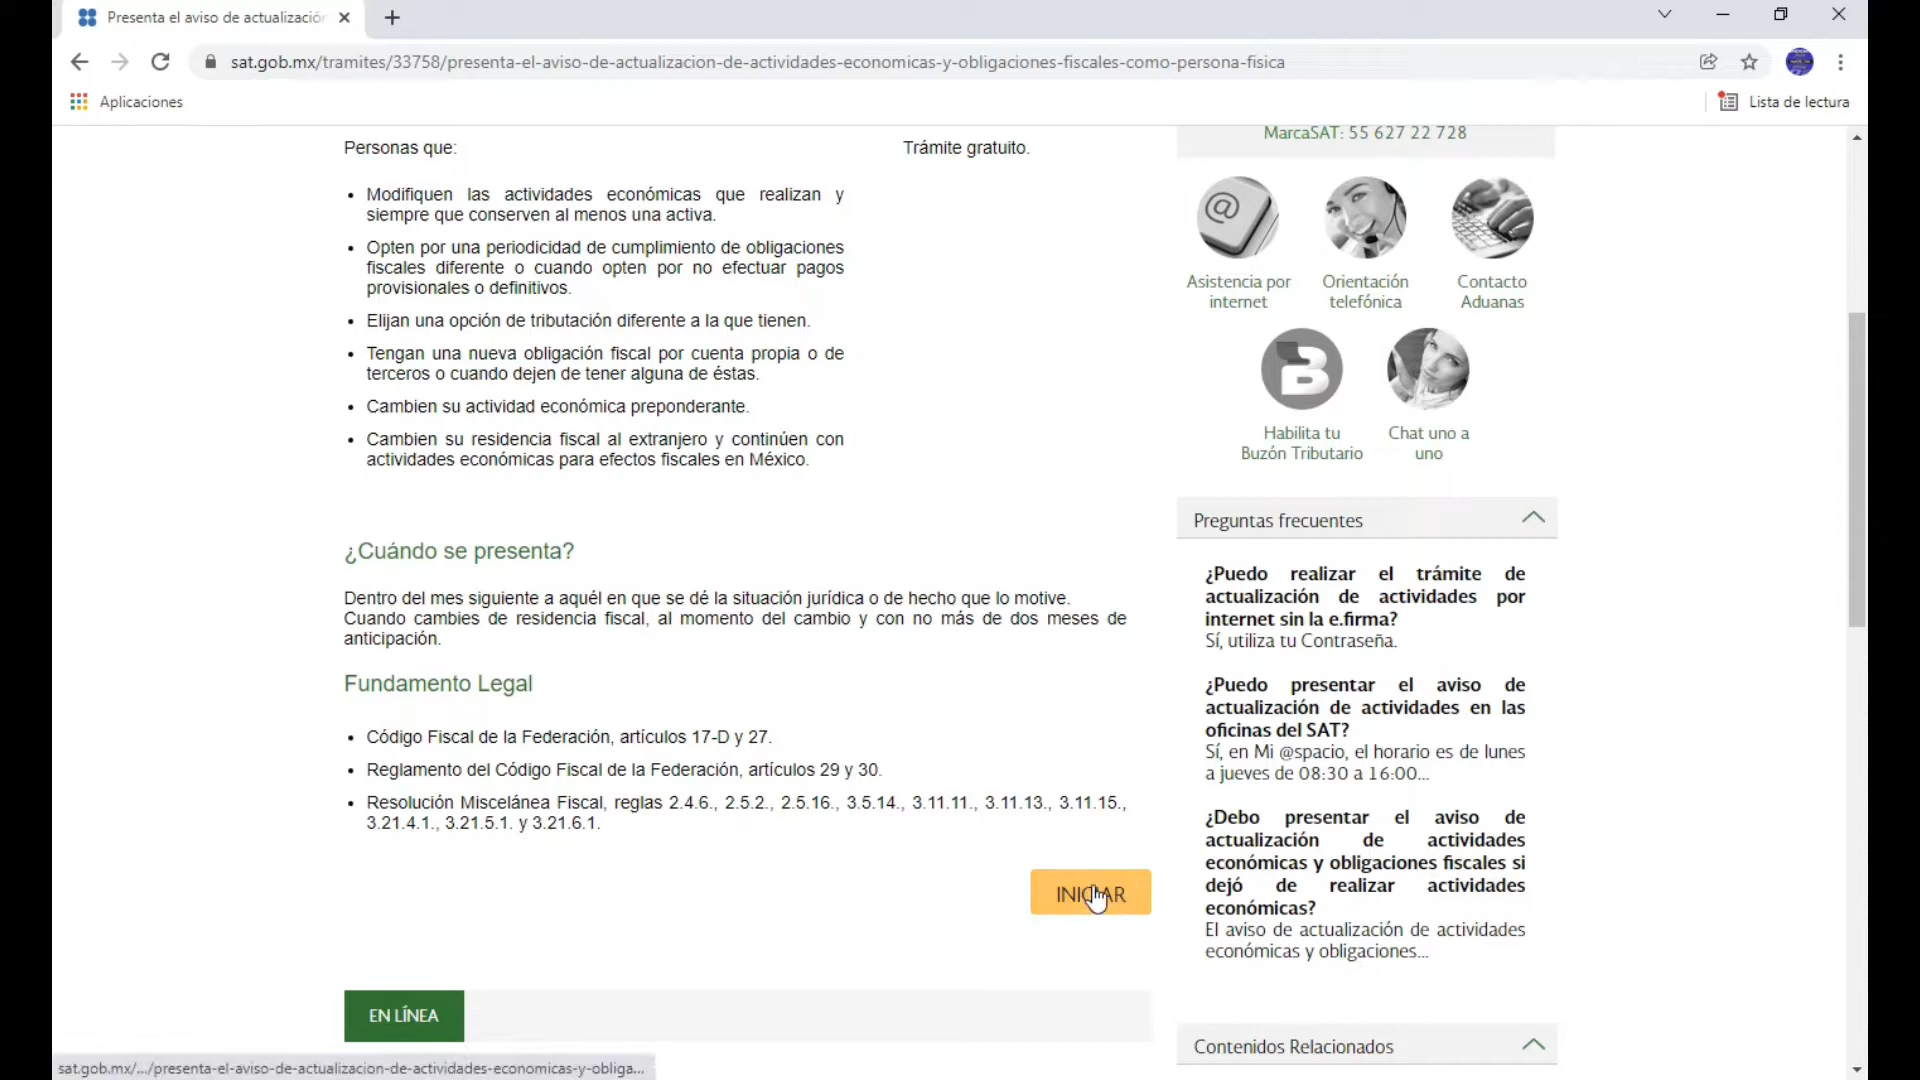 Presenta el aviso de actualización
sat.gob.mx/tramites/33758/presenta-el-aviso-de-actualizacion-de-actividades-economicas-y-obligaciones-fiscales-como-persona-fisica
Aplicaciones
Lista de lectura
Personas que:
Modifiquen las actividades económicas que realizan y
siempre que conserven al menos una activa.
Opten por una periodicidad de cumplimiento de obligaciones
fiscales diferente o cuando opten por no efectuar pagos
provisionales o definitivos.
Elijan una opción de tributación diferente a la que tienen.
Tengan una nueva obligación fiscal por cuenta propia o de
terceros o cuando dejen de tener alguna de éstas.
Cambien su actividad económica preponderante.
Cambien su residencia fiscal al extranjero y continúen con
actividades económicas para efectos fiscales en México.
Trámite gratuito.
¿Cuándo se presenta?
Dentro del mes siguiente a aquél en que se dé la situación jurídica o de hecho que lo motive.
Cuando cambies de residencia fiscal, al momento del cambio y con no más de dos meses de
anticipación.
Fundamento Legal
Código Fiscal de la Federación, artículos 17-D y 27.
Reglamento del Código Fiscal de la Federación, artículos 29 y 30.
Resolución Miscelánea Fiscal, reglas 2.4.6., 2.5.2., 2.5.16., 3.5.14., 3.11.11., 3.11.13., 3.11.15.,
3.21.4.1., 3.21.5.1. y 3.21.6.1.
INICIAR
EN LÍNEA
MarcaSAT: 55 627 22 728
Asistencia por
internet
Orientación
telefónica
Contacto
Aduanas
Habilita tu
Buzón Tributario
Chat uno a
uno
Preguntas frecuentes
¿Puedo realizar el trámite de
actualización de actividades por
internet sin la e.firma?
Sí, utiliza tu Contraseña.
¿Puedo presentar el aviso de
actualización de actividades en las
oficinas del SAT?
Sí, en Mi @spacio, el horario es de lunes
a jueves de 08:30 a 16:00...
¿Debo presentar el aviso de
actualización de actividades
económicas y obligaciones fiscales si
dejó de realizar actividades
económicas?
El aviso de actualización de actividades
económicas y obligaciones...
Contenidos Relacionados
sat.gob.mx/.../presenta-el-aviso-de-actualizacion-de-actividades-economicas-y-obliga...